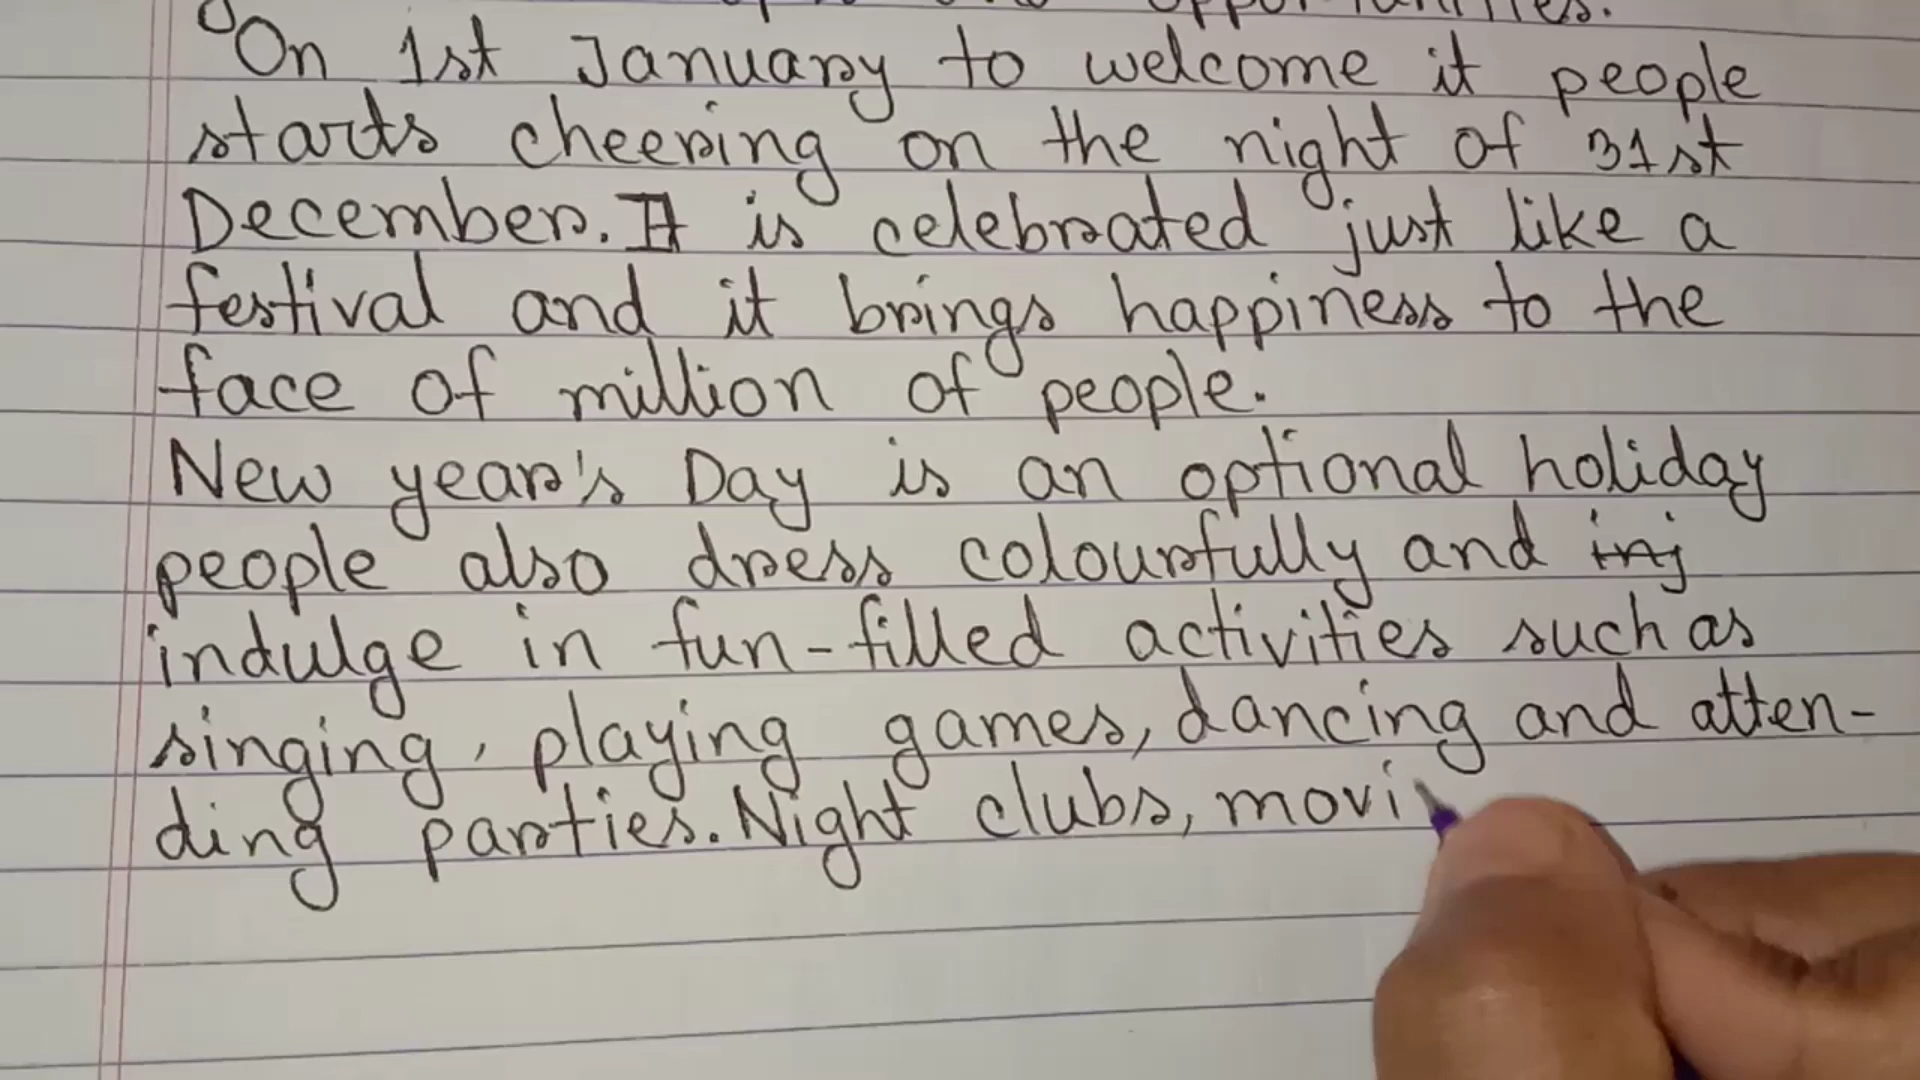 opportunities.
On 1st January to welcome it people
starts cheering on the night of 31st
December. It is celebrated just like a
festival and it brings happiness to the
face of million of people.
New year's Day is an optional holiday
people also dress colourfully and inj
indulge in fun-filled activities such as
singing, playing games, dancing and atten-
ding parties. Night clubs, movi